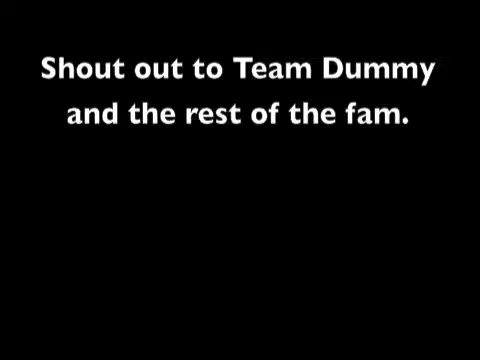 Shout out to Team Dummy
and the rest of the fam.